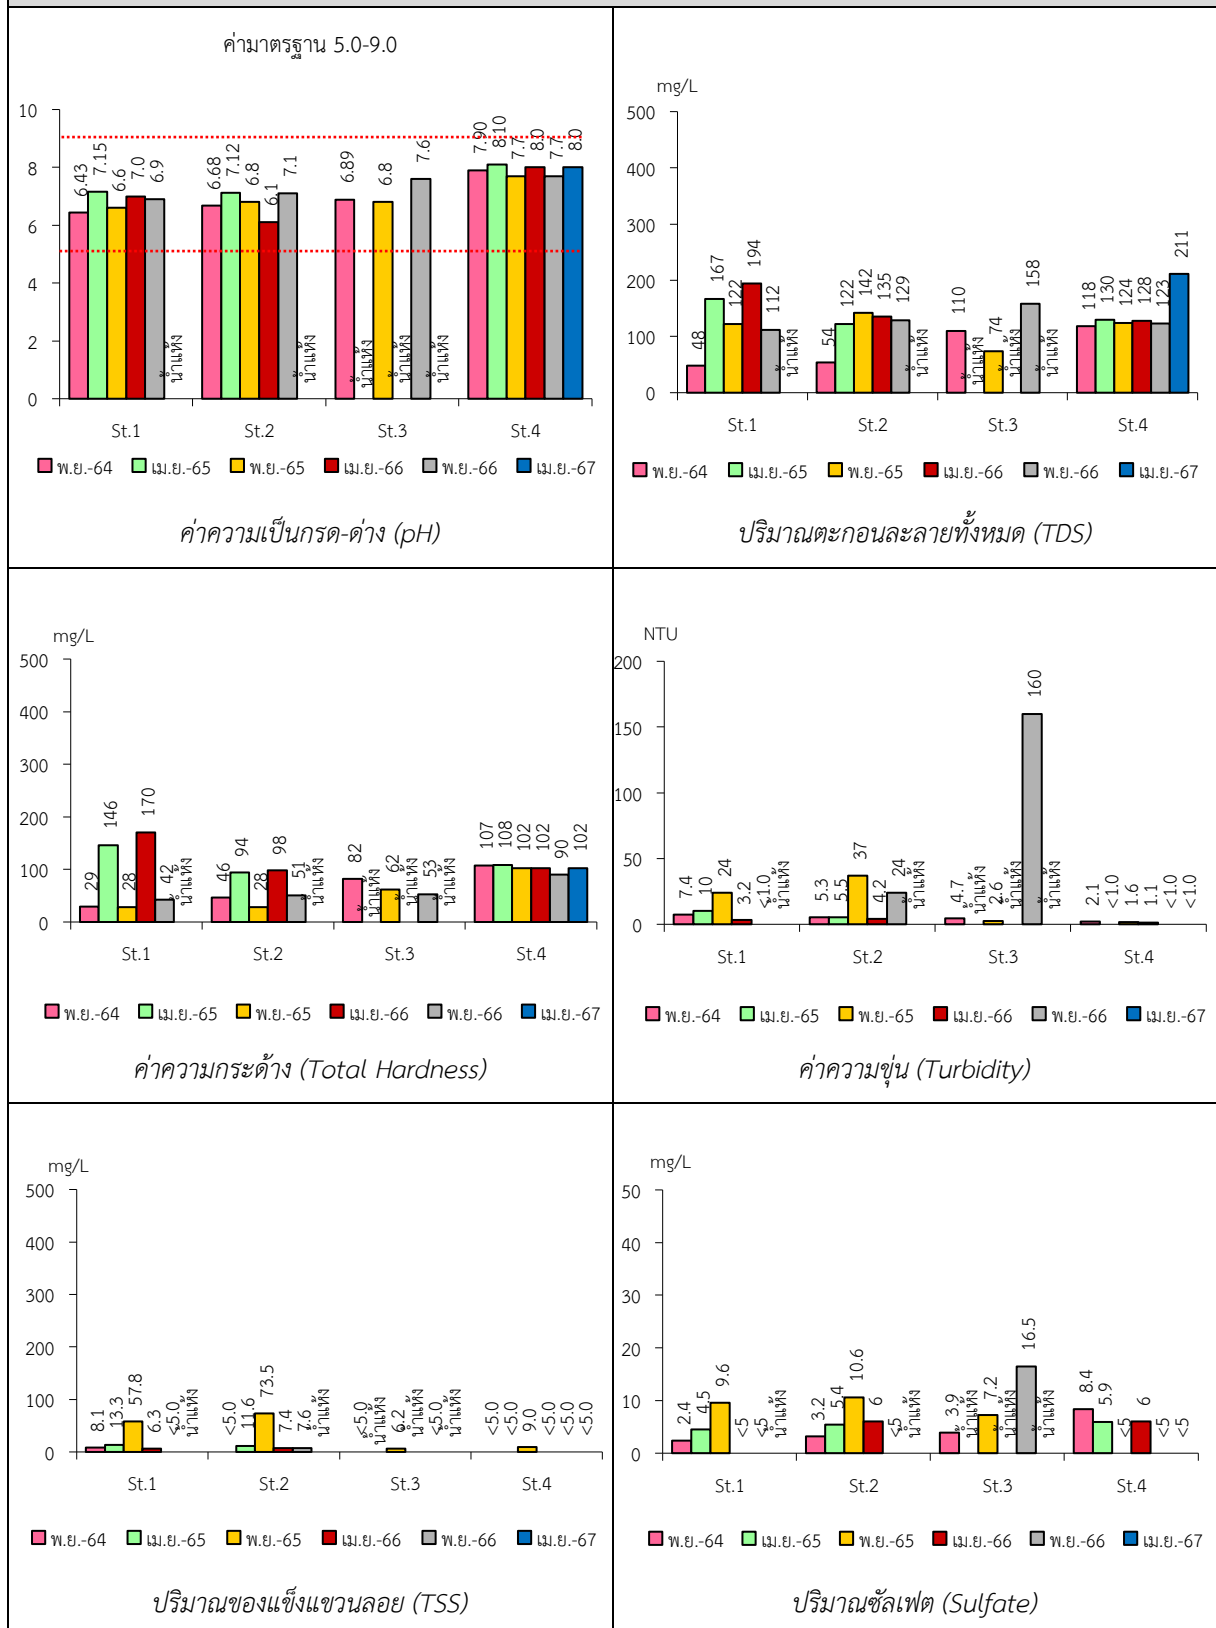 ค่ามาตรฐาน 5.0-9.0
10
8
6
4
2
0
6.43 7.15 6.6 7.0 6.9 น้ำแห้ง
6.68 7.12 6.8 6.1 7.1 น้ำแห้ง
6.89 น้ำแห้ง 6.8 น้ำแห้ง 7.6 น้ำแห้ง
7.90 8.10 7.7 8.0 7.7 8.0
St.1 St.2 St.3 St.4
พ.ย.-64 เม.ย.-65 พ.ย.-65 เม.ย.-66 พ.ย.-66 เม.ย.-67
ค่าความเป็นกรด-ด่าง (pH)
mg/L
500
400
300
200
100
0
48 167 122 194 112 น้ำแห้ง
54 122 142 135 129 น้ำแห้ง
110 น้ำแห้ง 74 น้ำแห้ง 158 น้ำแห้ง
118 130 124 128 123 211
St.1 St.2 St.3 St.4
พ.ย.-64 เม.ย.-65 พ.ย.-65 เม.ย.-66 พ.ย.-66 เม.ย.-67
ปริมาณตะกอนละลายทั้งหมด (TDS)
mg/L
500
400
300
200
100
0
29 146 28 170 42 น้ำแห้ง
46 94 28 98 51 น้ำแห้ง
82 น้ำแห้ง 62 น้ำแห้ง 53 น้ำแห้ง
107 108 102 102 90 102
St.1 St.2 St.3 St.4
พ.ย.-64 เม.ย.-65 พ.ย.-65 เม.ย.-66 พ.ย.-66 เม.ย.-67
ค่าความกระด้าง (Total Hardness)
NTU
200
150
100
50
0
7.4 10 24 3.2 <1.0 น้ำแห้ง
5.3 5.5 37 4.2 24 น้ำแห้ง
4.7 น้ำแห้ง 2.6 น้ำแห้ง 160 น้ำแห้ง
2.1 <1.0 1.6 1.1 <1.0 <1.0
St.1 St.2 St.3 St.4
พ.ย.-64 เม.ย.-65 พ.ย.-65 เม.ย.-66 พ.ย.-66 เม.ย.-67
ค่าความขุ่น (Turbidity)
mg/L
500
400
300
200
100
0
8.1 13.3 57.8 6.3 <5.0 น้ำแห้ง
<5.0 11.6 73.5 7.4 7.6 น้ำแห้ง
<5.0 น้ำแห้ง 6.2 น้ำแห้ง <5.0 น้ำแห้ง
<5.0 <5.0 9.0 <5.0 <5.0 <5.0
St.1 St.2 St.3 St.4
พ.ย.-64 เม.ย.-65 พ.ย.-65 เม.ย.-66 พ.ย.-66 เม.ย.-67
ปริมาณของแข็งแขวนลอย (TSS)
mg/L
50
40
30
20
10
0
2.4 4.5 9.6 <5 <5 น้ำแห้ง
3.2 5.4 10.6 6 <5 น้ำแห้ง
3.9 น้ำแห้ง 7.2 น้ำแห้ง 16.5 น้ำแห้ง
8.4 5.9 <5 6 <5 <5
St.1 St.2 St.3 St.4
พ.ย.-64 เม.ย.-65 พ.ย.-65 เม.ย.-66 พ.ย.-66 เม.ย.-67
ปริมาณซัลเฟต (Sulfate)